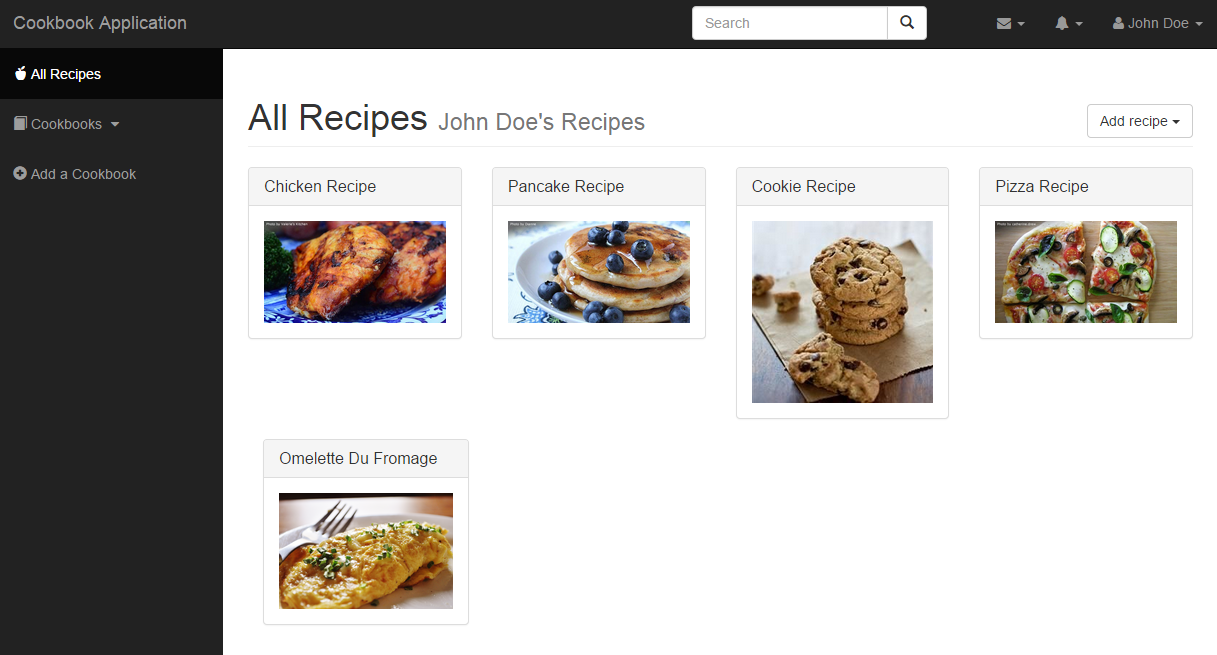 Cookbook Application
Search
John Doe
All Recipes
Cookbooks
Add a Cookbook
All Recipes John Doe's Recipes
Add recipe
Chicken Recipe
Pancake Recipe
Cookie Recipe
Pizza Recipe
Omelette Du Fromage